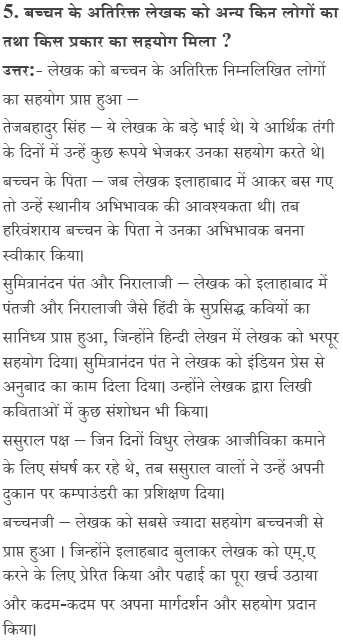 5. बच्चन के अतिरिक्त लेखक को अन्य किन लोगों का
तथा किस प्रकार का सहयोग मिला ?
उत्तर:- लेखक को बच्चन के अतिरिक्त निम्नलिखित लोगों
का सहयोग प्राप्त हुआ –
तेजबहादुर सिंह – ये लेखक के बड़े भाई थे। ये आर्थिक तंगी
के दिनों में उन्हें कुछ रूपये भेजकर उनका सहयोग करते थे।
बच्चन के पिता – जब लेखक इलाहाबाद में आकर बस गए
तो उन्हें स्थानीय अभिभावक की आवश्यकता थी। तब
हरिवंशराय बच्चन के पिता ने उनका अभिभावक बनना
स्वीकार किया।
सुमित्रानंदन पंत और निरालाजी – लेखक को इलाहाबाद में
पंतजी और निरालाजी जैसे हिंदी के सुप्रसिद्ध कवियों का
सानिध्य प्राप्त हुआ, जिन्होंने हिन्दी लेखन में लेखक को भरपूर
सहयोग दिया। सुमित्रानंदन पंत ने लेखक को इंडियन प्रेस से
अनुबाद का काम दिला दिया। उन्होंने लेखक द्वारा लिखी
कविताओं में कुछ संशोधन भी किया।
ससुराल पक्ष – जिन दिनों विधुर लेखक आजीविका कमाने
के लिए संघर्ष कर रहे थे, तब ससुराल वालों ने उन्हें अपनी
दुकान पर कम्पाउंडरी का प्रशिक्षण दिया।
बच्चनजी – लेखक को सबसे ज्यादा सहयोग बच्चनजी से
प्राप्त हुआ । जिन्होंने इलाहबाद बुलाकर लेखक को एम्.ए
करने के लिए प्रेरित किया और पढाई का पूरा खर्च उठाया
और कदम-कदम पर अपना मार्गदर्शन और सहयोग प्रदान
किया।